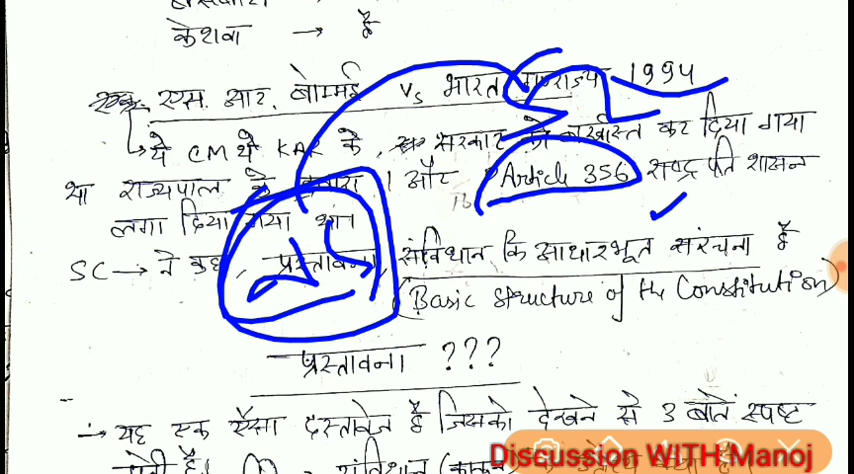 केशवा → है
एस. आर. बोम्मई vs भारत गणराज्य 1994
→ ये CM थे KAR के, सरकार को बर्खास्त कर दिया गया
था राज्यपाल के द्वारा। और Article 356 राष्ट्रपति शासन
लगा दिया गया था।
SC → ने कहा, प्रस्तावना, संविधान कि आधारभूत संरचना है
(Basic structure of the Constitution)
प्रस्तावना ???
→ यह एक ऐसा दस्तावेज है जिसको देखने से 3 बातें स्पष्ट
होती है।
Discussion WITH Manoj